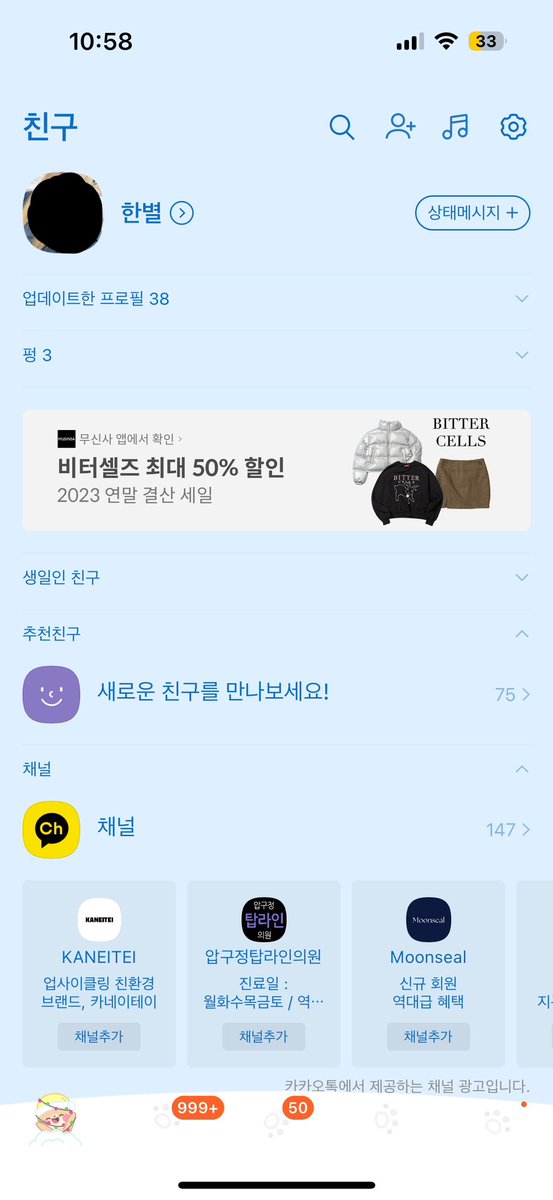 10:58
33
친구
한별
상태메시지 +
업데이트한 프로필 38
펑 3
무신사 앱에서 확인 >
비터셀즈 최대 50% 할인
2023 연말 결산 세일
BITTER
CELLS
BITTER
CELLS
생일인 친구
추천친구
새로운 친구를 만나보세요!
75 >
채널
Ch
채널
147 >
KANEITEI
KANEITEI
업사이클링 친환경
브랜드, 카네이테이
채널추가
압구정
탑라인
의원
압구정탑라인의원
진료일 :
월화수목금토 / 역…
채널추가
Moonseal
Moonseal
신규 회원
역대급 혜택
채널추가
카카오톡에서 제공하는 채널 광고입니다.
999+
50